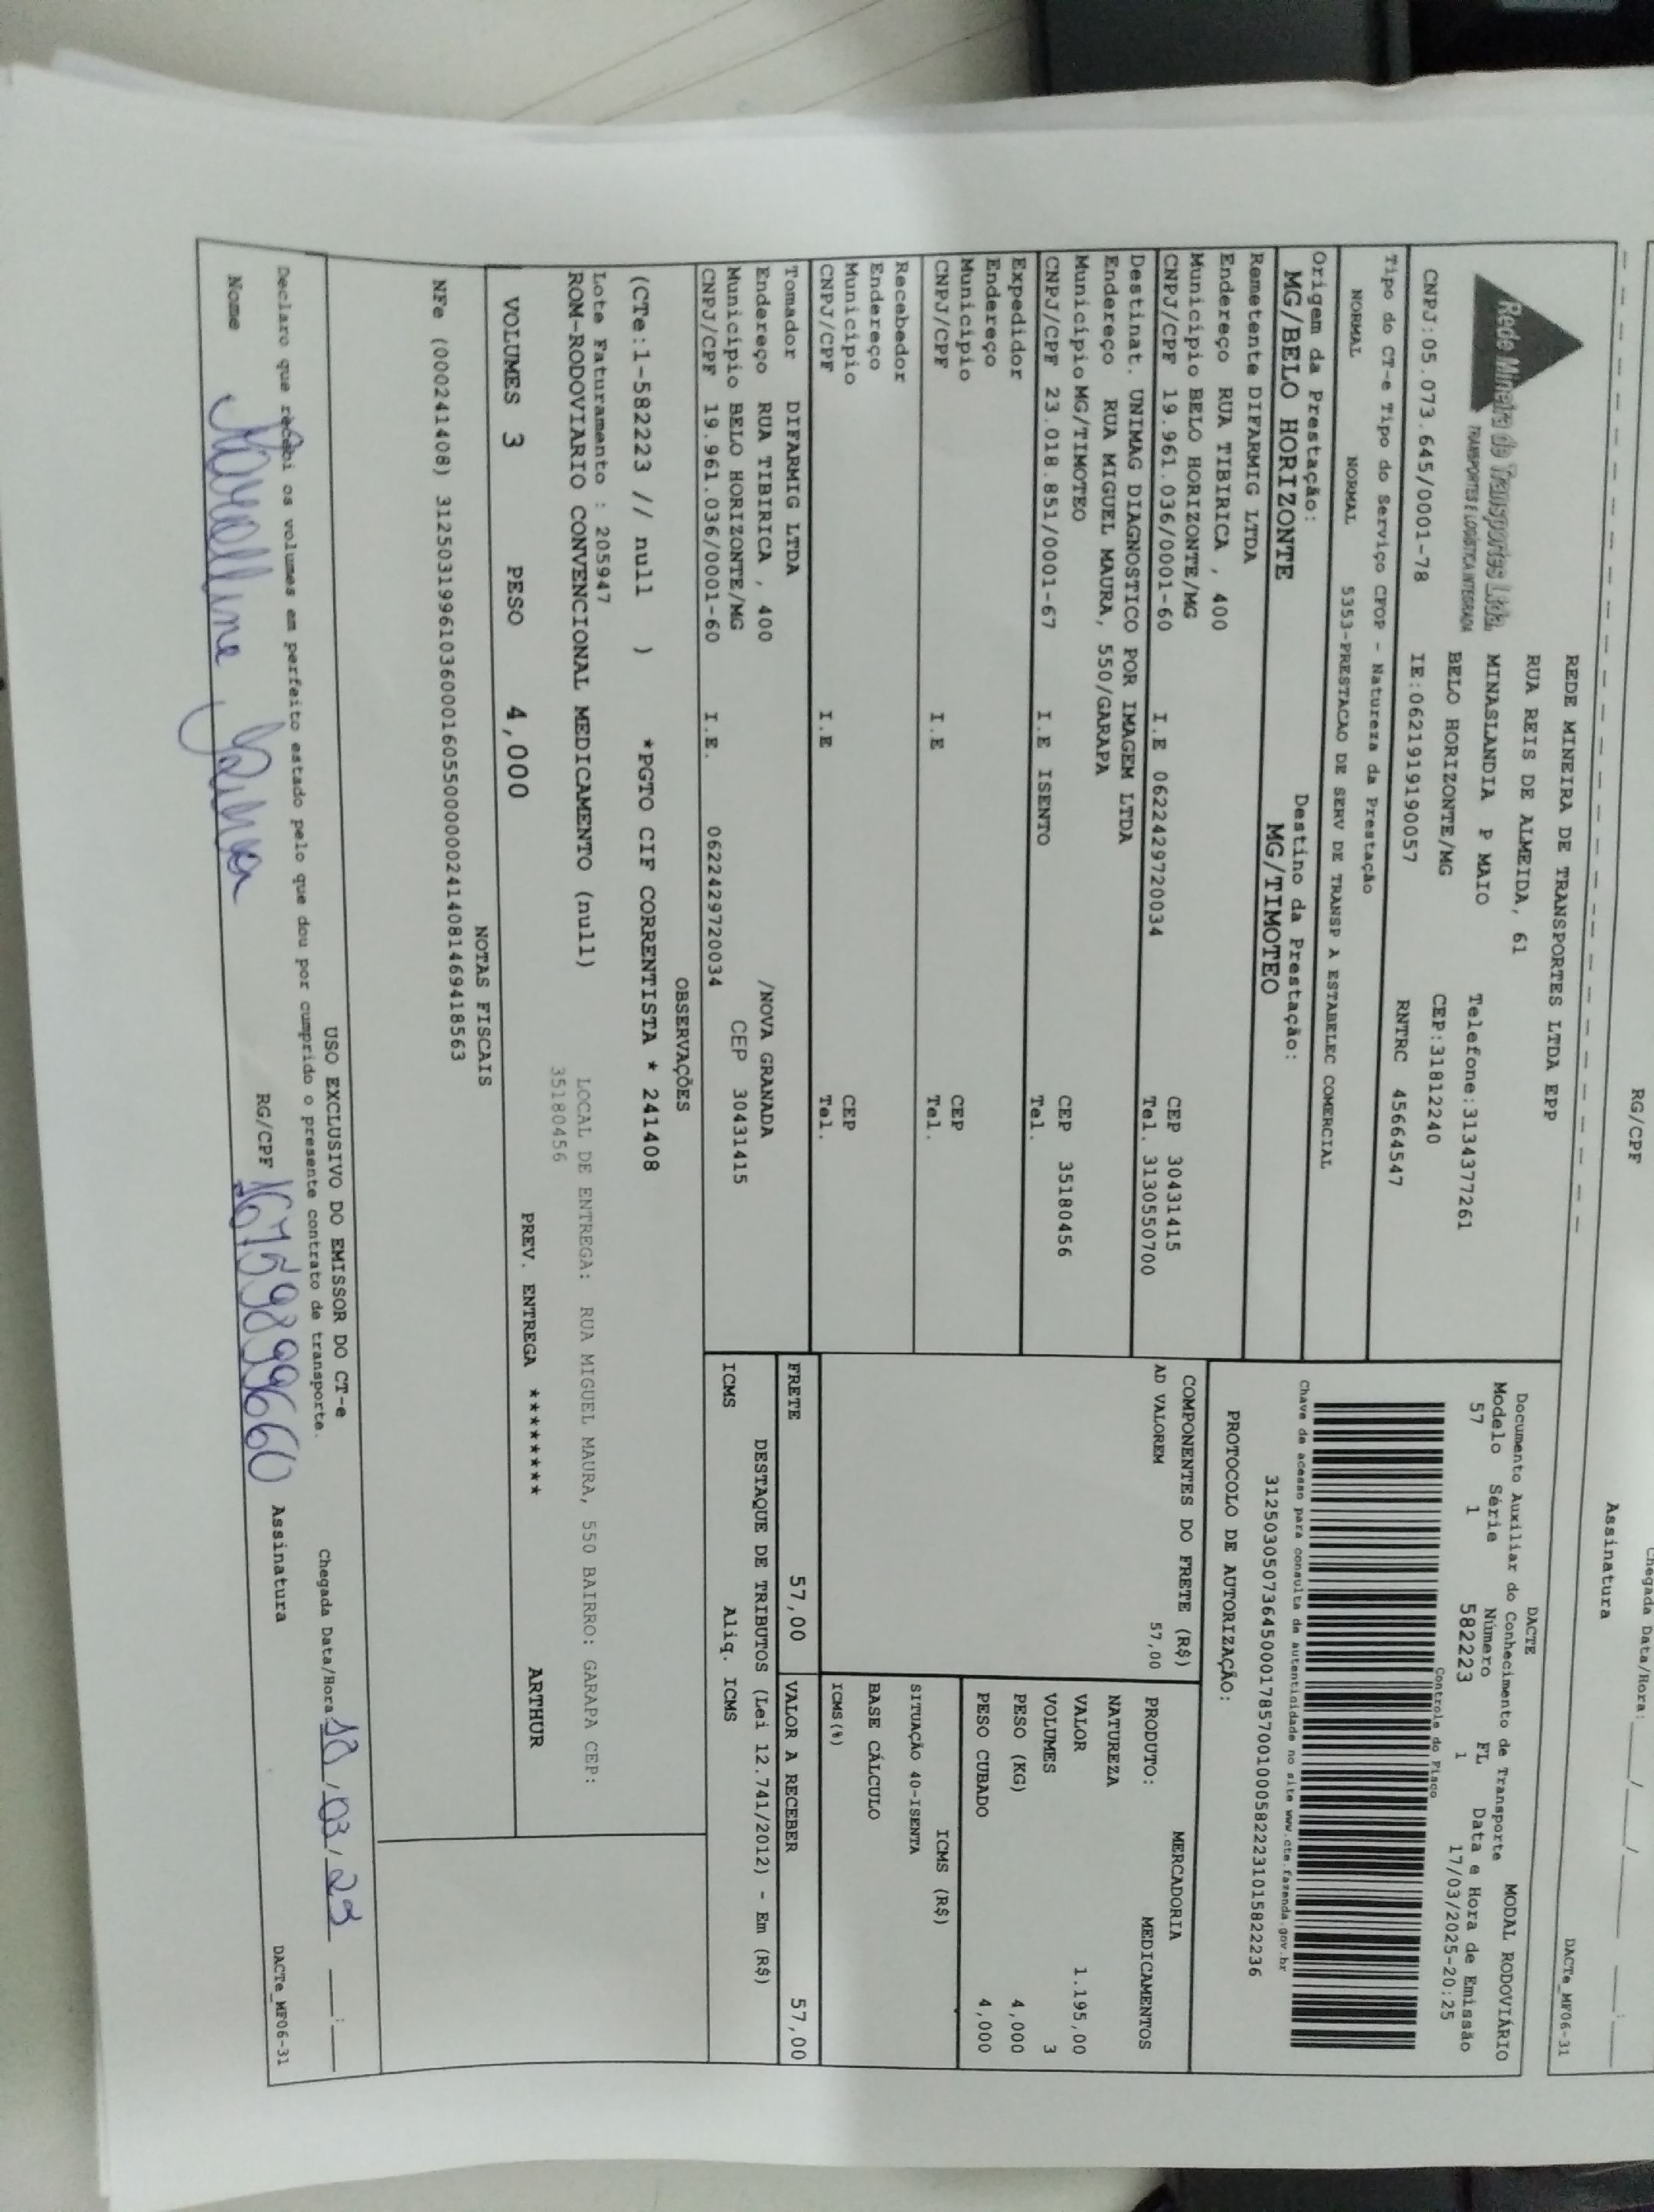 RG/CPF
Assinatura
Chegada Data/Hora:____/____/____ ____:____
DACTe_MF06-31
Rede Mineira de Transportes Ltda.
TRANSPORTES E LOGÍSTICA INTEGRADA
CNPJ:05.073.645/0001-78
REDE MINEIRA DE TRANSPORTES LTDA EPP
RUA REIS DE ALMEIDA, 61
MINASLANDIA P MAIO
Telefone:3134377261
BELO HORIZONTE/MG
CEP:31812240
IE:0621919190057
RNTRC 45664547
DACTE
Documento Auxiliar do Conhecimento de Transporte
MODAL RODOVIÁRIO
Modelo Série Número FL Data e Hora de Emissão
57 1 582223 1 17/03/2025-20:25
Controle do Fisco
Chave de acesso para consulta de autenticidade no site www.cte.fazenda.gov.br
31250305073645000178570010005822231015822236
PROTOCOLO DE AUTORIZAÇÃO:
Tipo do CT-e Tipo do Serviço CFOP - Natureza da Prestação
NORMAL NORMAL 5353-PRESTACAO DE SERV DE TRANSP A ESTABELEC COMERCIAL
Origem da Prestação: Destino da Prestação:
MG/BELO HORIZONTE MG/TIMOTEO
Remetente DIFARMIG LTDA
Endereço RUA TIBIRICA , 400
Município BELO HORIZONTE/MG CEP 30431415
CNPJ/CPF 19.961.036/0001-60 I.E 0622429720034 Tel. 3130550700
Destinat. UNIMAG DIAGNOSTICO POR IMAGEM LTDA
Endereço RUA MIGUEL MAURA, 550/GARAPA
Município MG/TIMOTEO CEP 35180456
CNPJ/CPF 23.018.851/0001-67 I.E ISENTO Tel.
Expedidor
Endereço
Município CEP
CNPJ/CPF I.E Tel.
Recebedor
Endereço
Município CEP
CNPJ/CPF I.E Tel.
Tomador DIFARMIG LTDA
Endereço RUA TIBIRICA , 400 /NOVA GRANADA
Município BELO HORIZONTE/MG CEP 30431415
CNPJ/CPF 19.961.036/0001-60 I.E. 0622429720034
COMPONENTES DO FRETE (R$)
AD VALOREM 57,00
MERCADORIA
PRODUTO: MEDICAMENTOS
NATUREZA
VALOR 1.195,00
VOLUMES 3
PESO (KG) 4,000
PESO CUBADO 4,000
ICMS (R$)
SITUAÇÃO 40-ISENTA
BASE CÁLCULO
ICMS(%)
FRETE 57,00 VALOR A RECEBER 57,00
DESTAQUE DE TRIBUTOS (Lei 12.741/2012) - Em (R$)
ICMS Aliq. ICMS
OBSERVAÇÕES
(CTe:1-582223 // null ) *PGTO CIF CORRENTISTA * 241408
Lote Faturamento : 205947
LOCAL DE ENTREGA: RUA MIGUEL MAURA, 550 BAIRRO: GARAPA CEP:
ROM-RODOVIARIO CONVENCIONAL MEDICAMENTO (null)
35180456
VOLUMES 3 PESO 4,000 PREV. ENTREGA ******** ARTHUR
NOTAS FISCAIS
NFe (000241408) 31250319961036000160550000002414081469418563
USO EXCLUSIVO DO EMISSOR DO CT-e
Declaro que recebi os volumes em perfeito estado pelo que dou por cumprido o presente contrato de transporte.
Chegada Data/Hora: 18/03/23 ____:____
Nome
RG/CPF 16759899660
Assinatura
DACTe_MF06-31